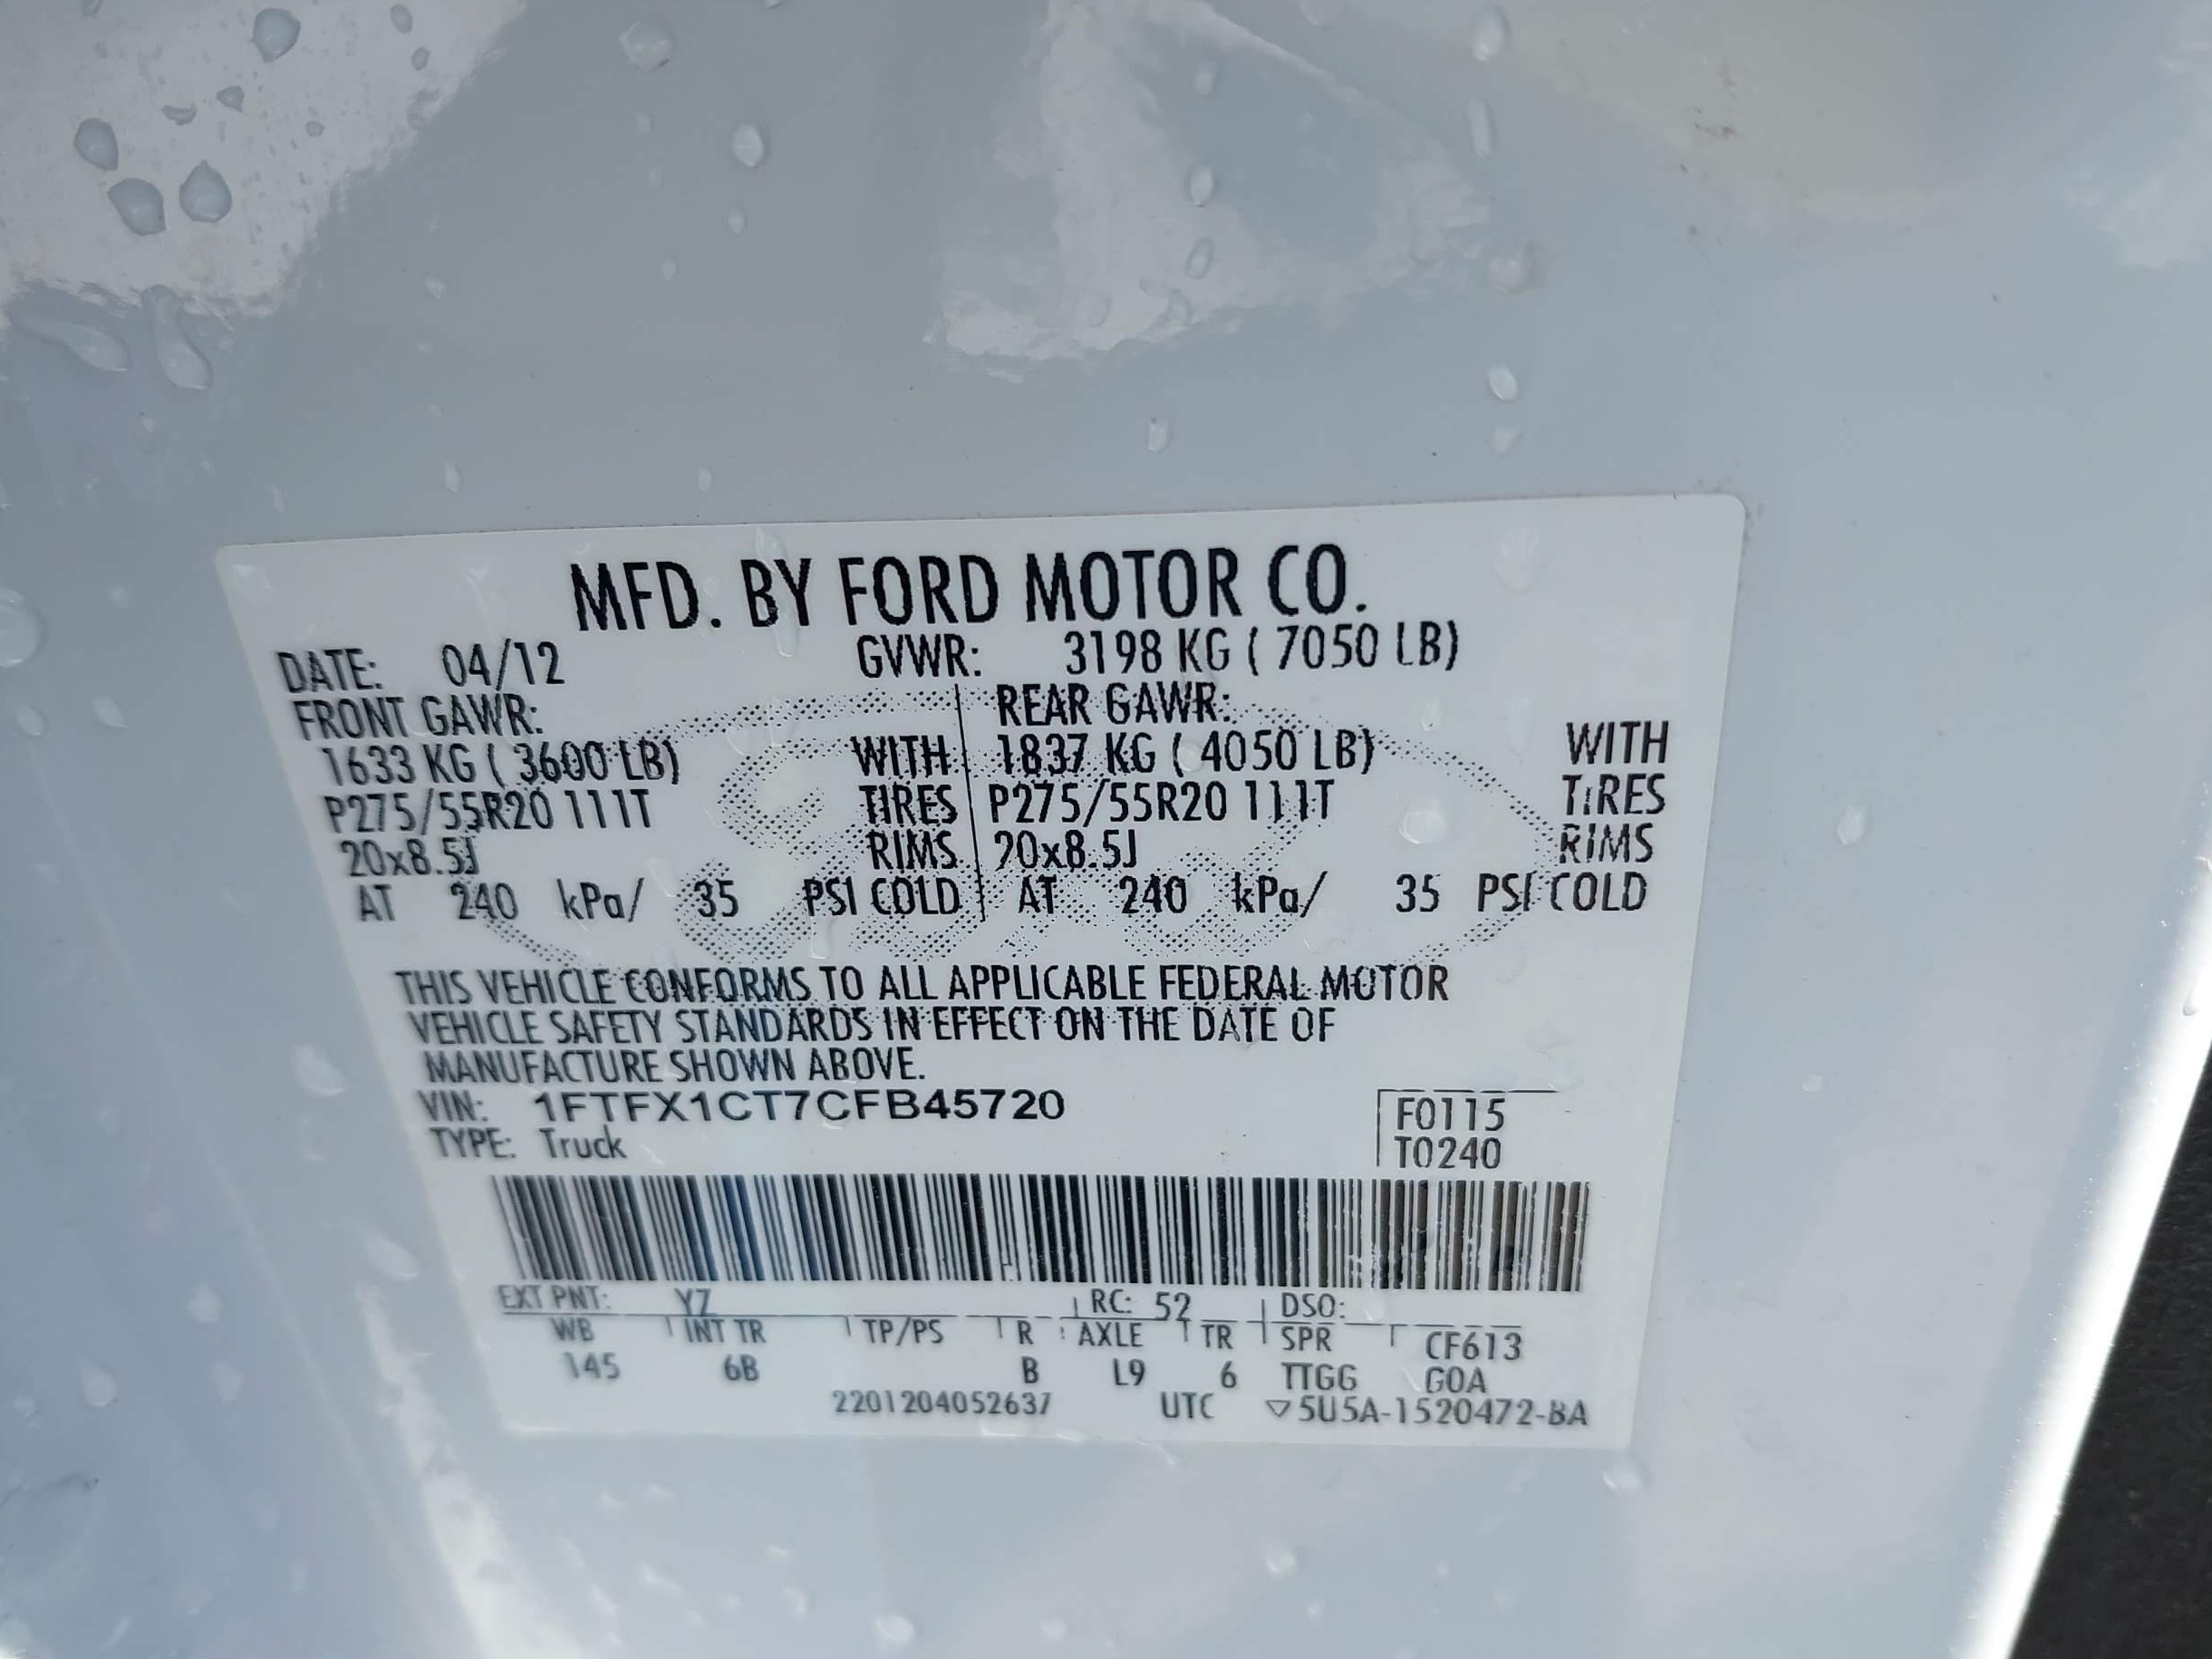 MFD. BY FORD MOTOR CO.
DATE: 04/12 GVWR: 3198 KG ( 7050 LB)
FRONT GAWR: REAR GAWR:
1633 KG ( 3600 LB) WITH 1837 KG ( 4050 LB) WITH
P275/55R20 111T TIRES P275/55R20 111T TIRES
20x8.5J RIMS 20x8.5J RIMS
AT 240 kPa/ 35 PSI COLD AT 240 kPa/ 35 PSI COLD
THIS VEHICLE CONFORMS TO ALL APPLICABLE FEDERAL MOTOR
VEHICLE SAFETY STANDARDS IN EFFECT ON THE DATE OF
MANUFACTURE SHOWN ABOVE.
VIN: 1FTFX1CT7CFB45720 F0115
TYPE: Truck T0240
EXT PNT: YZ RC: 52 DSO:
WB INT TR TP/PS R AXLE TR SPR CF613
145 6B B L9 6 TTGG GOA
2201204052637 UTC ▽5U5A-1520472-BA